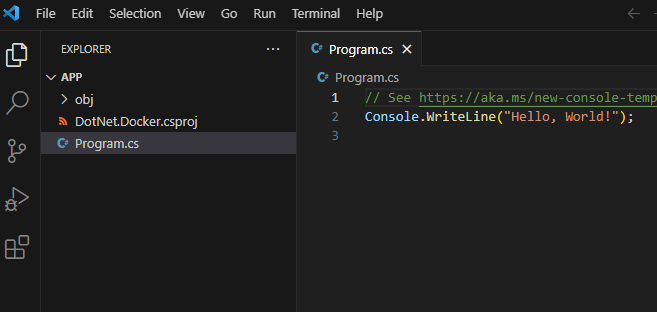 File Edit Selection View Go Run Terminal Help
EXPLORER
APP
obj
DotNet.Docker.csproj
C# Program.cs
C# Program.cs
C# Program.cs
1 // See https://aka.ms/new-console-temp
2 Console.WriteLine("Hello, World!");
3